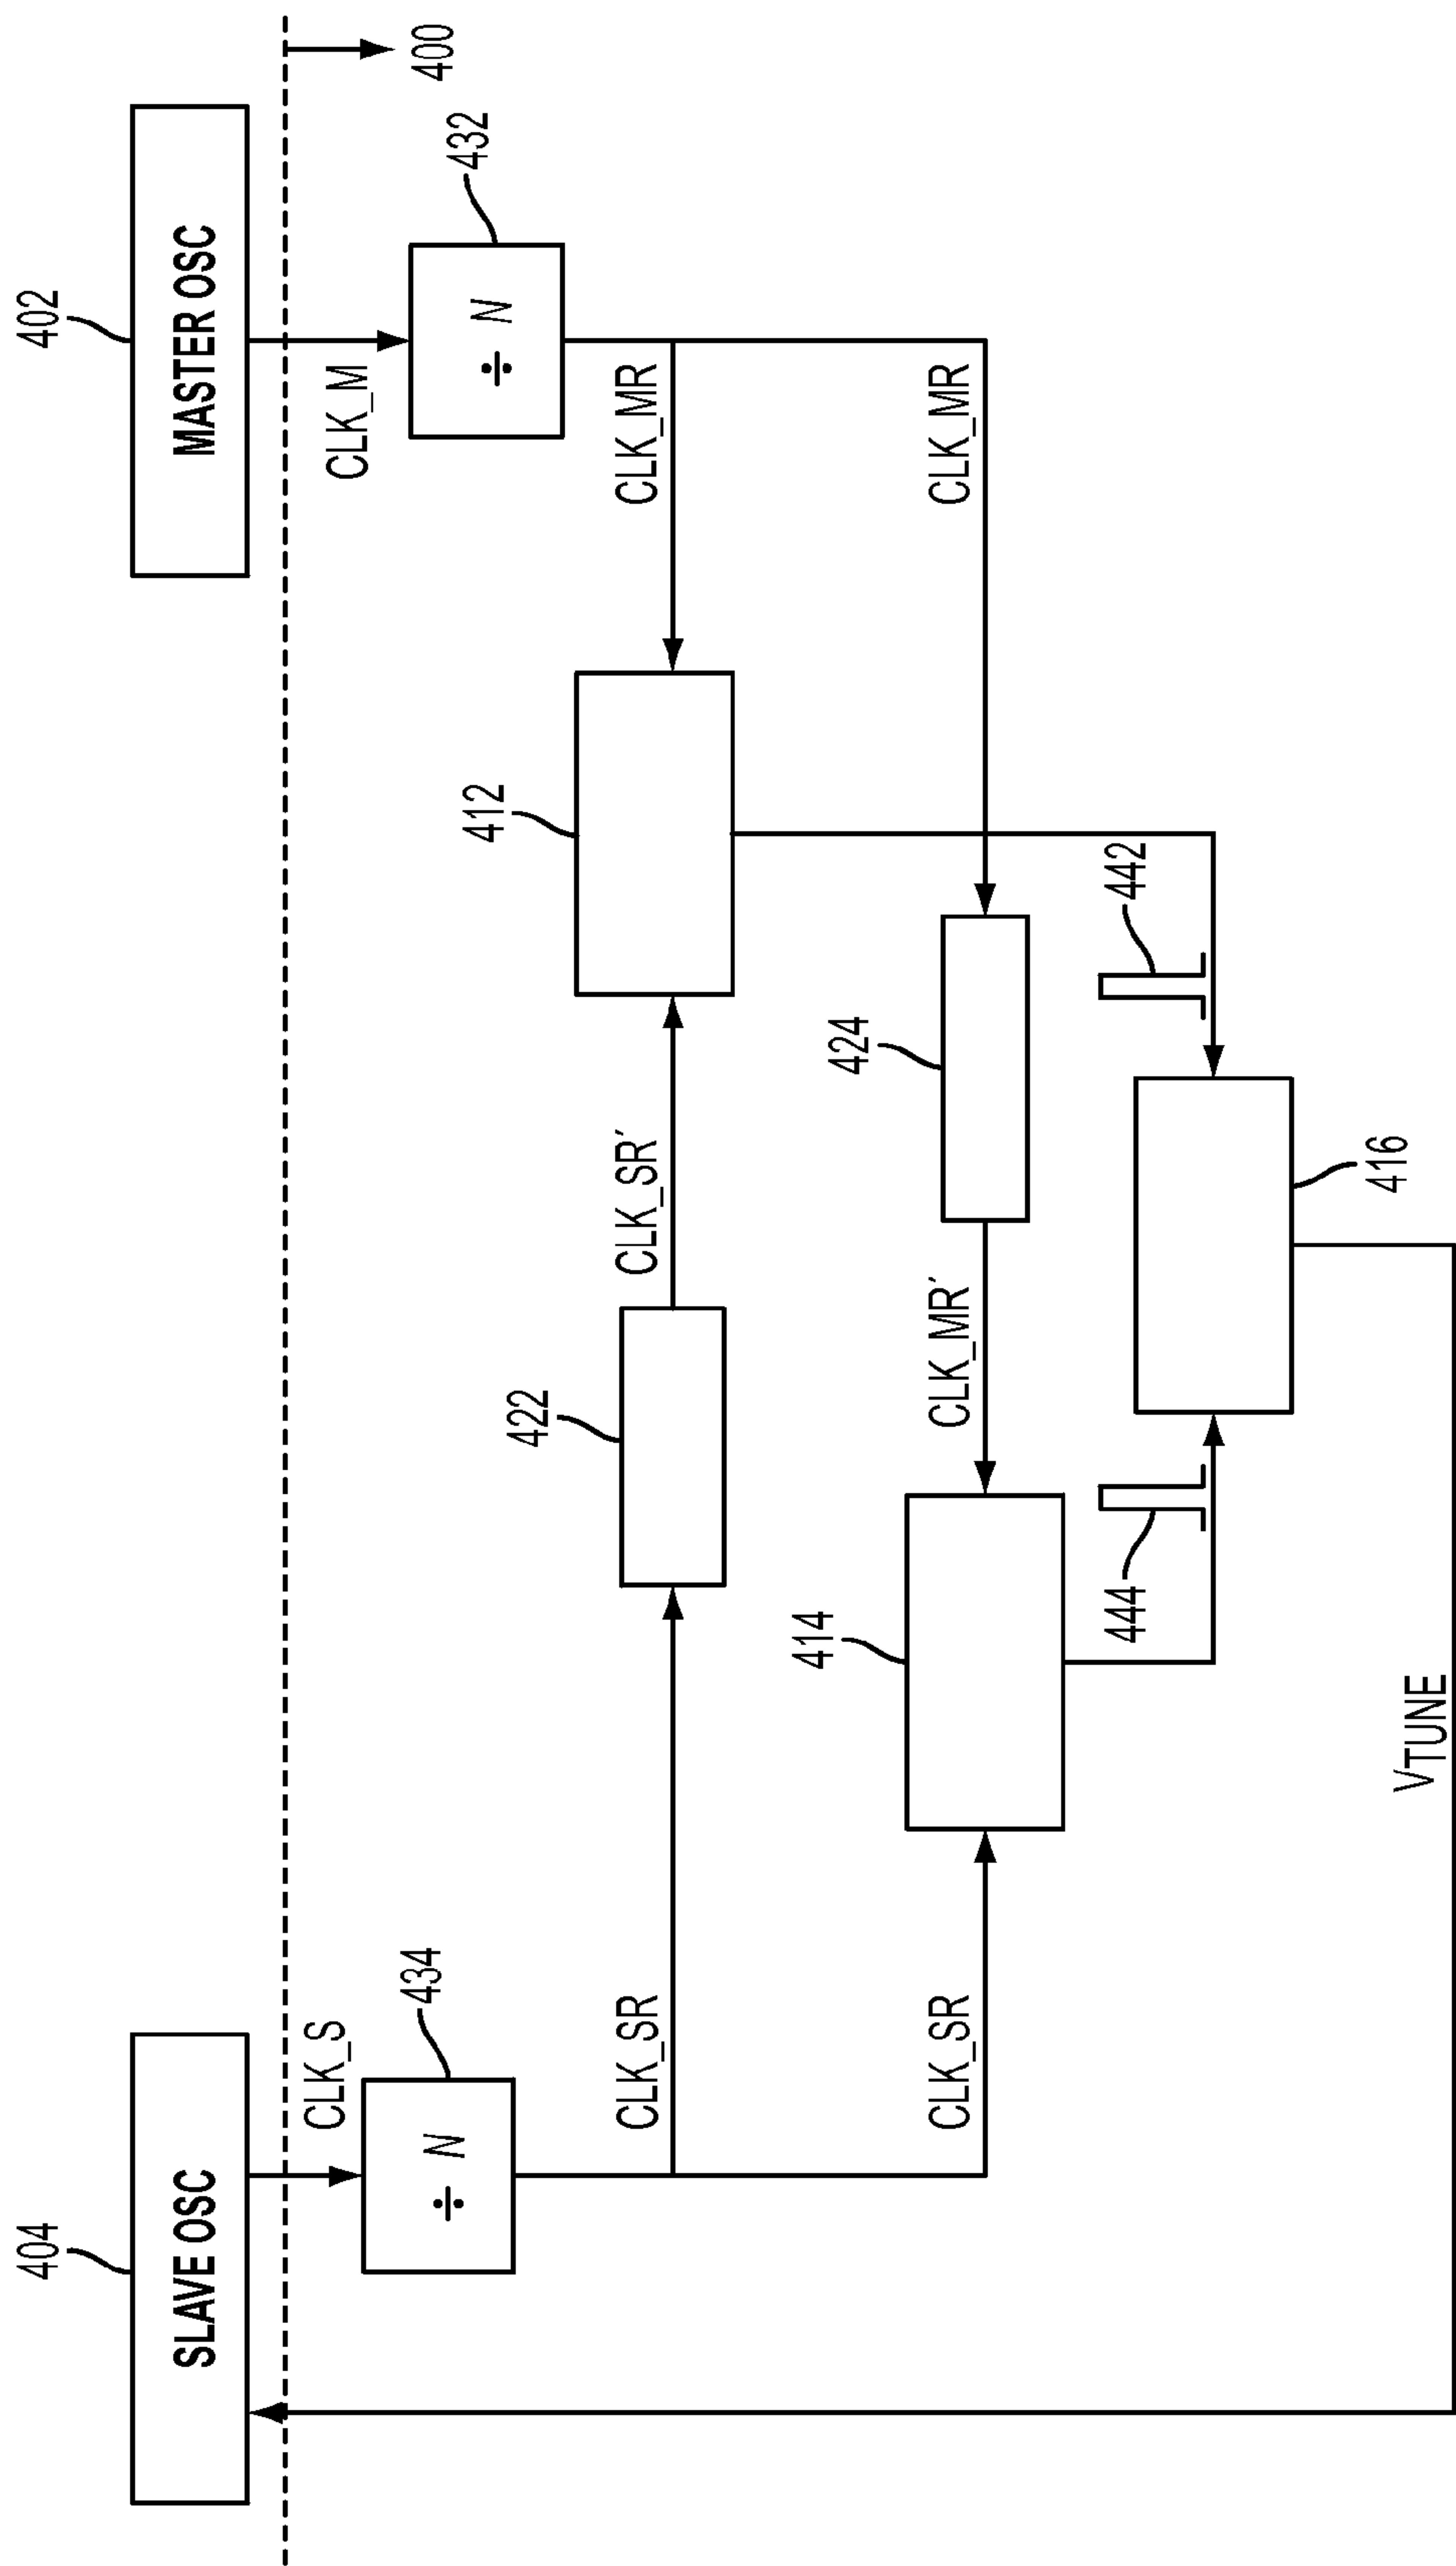 404
402
SLAVE OSC
MASTER OSC
400
CLK_S
CLK_M
434
432
÷ N
÷ N
422
412
CLK_SR
CLK_SR′
CLK_MR
414
424
CLK_SR
CLK_MR′
CLK_MR
444
442
416
VTUNE